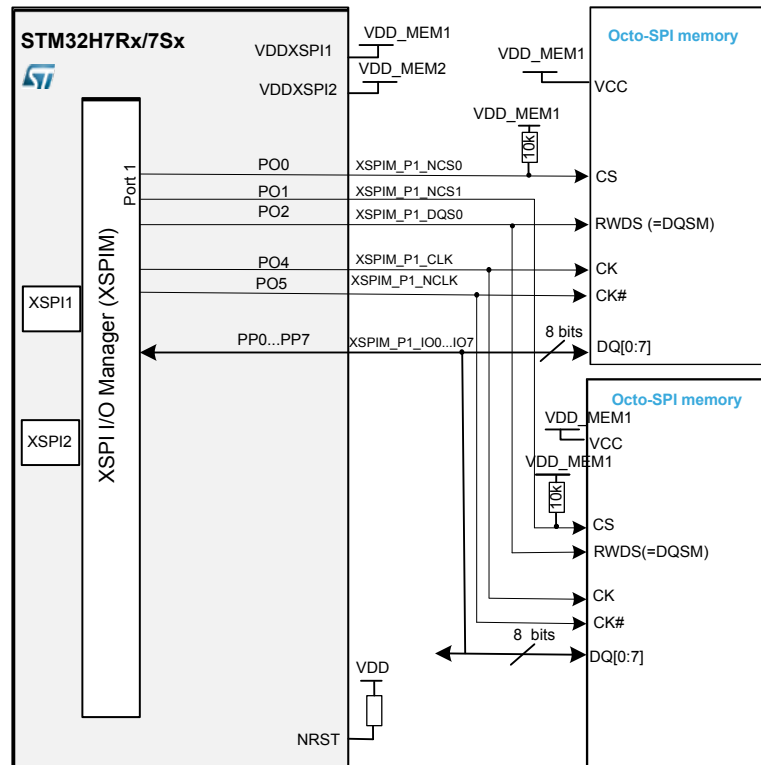 STM32H7Rx/7Sx
ST
VDDXSPI1
VDD_MEM1
VDDXSPI2
VDD_MEM2
XSPI I/O Manager (XSPIM)
Port 1
XSPI1
XSPI2
PO0
XSPIM_P1_NCS0
PO1
XSPIM_P1_NCS1
PO2
XSPIM_P1_DQS0
PO4
XSPIM_P1_CLK
PO5
XSPIM_P1_NCLK
PP0...PP7
XSPIM_P1_IO0...IO7
8 bits
VDD_MEM1
10k
Octo-SPI memory
VDD_MEM1
VCC
CS
RWDS (=DQSM)
CK
CK#
DQ[0:7]
Octo-SPI memory
VDD_MEM1
VCC
VDD_MEM1
10k
CS
RWDS(=DQSM)
CK
CK#
8 bits
DQ[0:7]
VDD
NRST